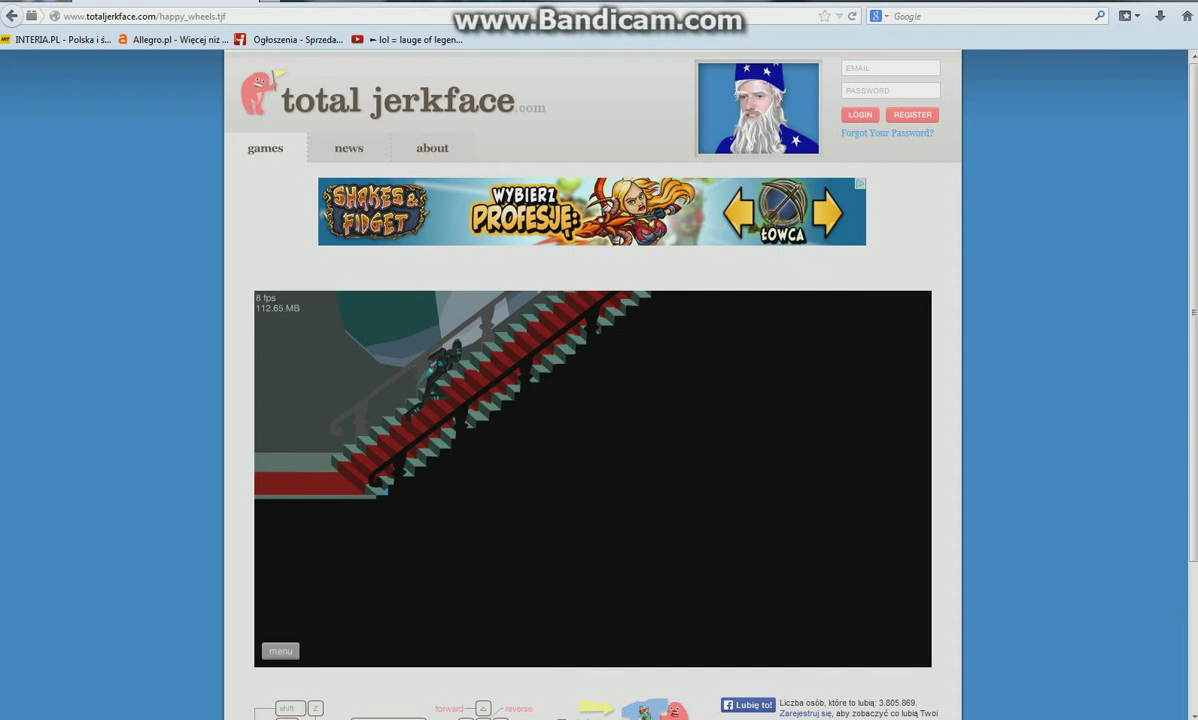 www.totaljerkface.com/happy_wheels.tjf
www.Bandicam.com
Google
INTERIA.PL - Polska i ś...
Allegro.pl - Więcej niż ...
Ogłoszenia - Sprzeda...
► lol = lauge of legen...
total jerkface.com
EMAIL
PASSWORD
LOGIN
REGISTER
Forgot Your Password?
games
news
about
SHAKES &
FIDGET
WYBIERZ
PROFESJĘ:
ŁOWCA
8 fps
112.65 MB
menu
shift
Z
forward
reverse
Lubię to!
Liczba osób, które to lubią: 3.805.869.
Zarejestruj się, aby zobaczyć co lubią Twoi